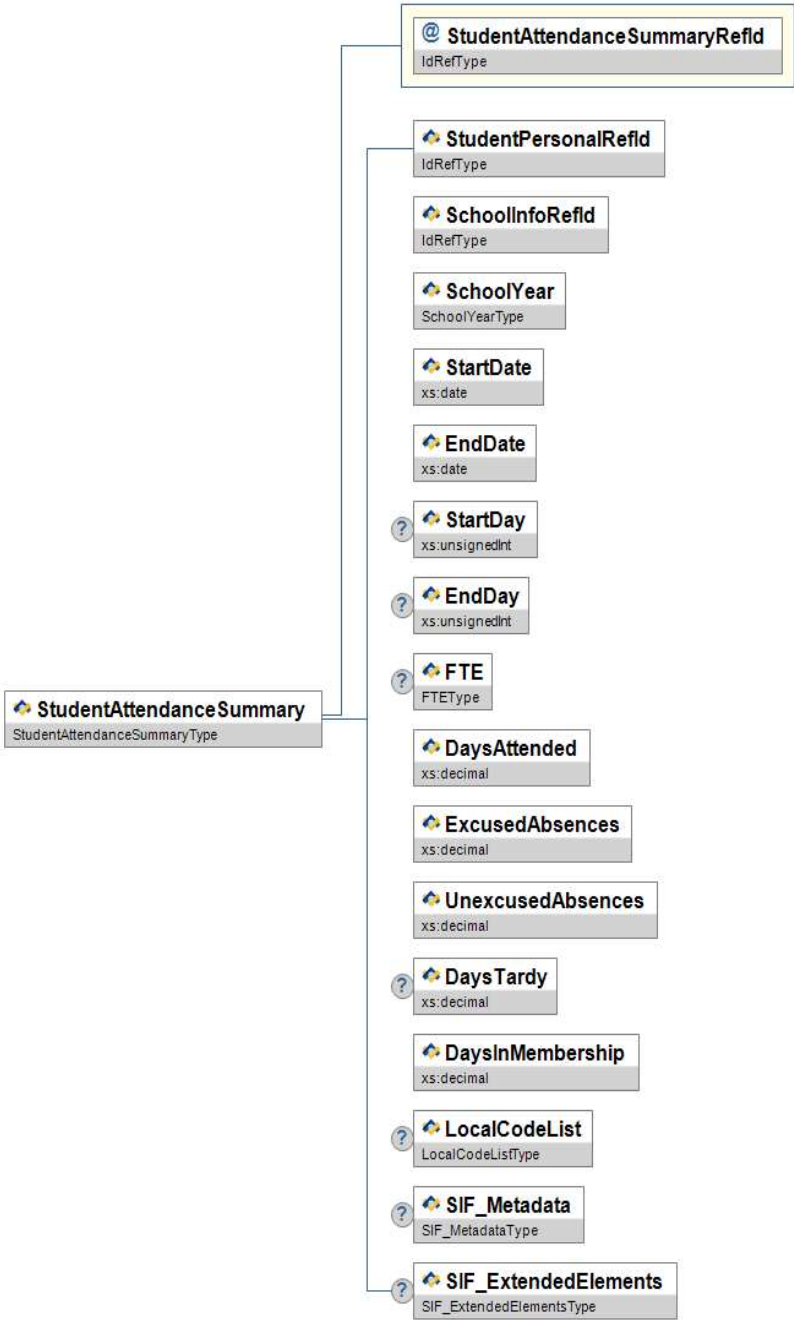 @ StudentAttendanceSummaryRefId
IdRefType
StudentPersonalRefId
IdRefType
SchoolInfoRefId
IdRefType
SchoolYear
SchoolYearType
StartDate
xs:date
EndDate
xs:date
? StartDay
xs:unsignedInt
? EndDay
xs:unsignedInt
? FTE
FTEType
StudentAttendanceSummary
StudentAttendanceSummaryType
DaysAttended
xs:decimal
ExcusedAbsences
xs:decimal
UnexcusedAbsences
xs:decimal
? DaysTardy
xs:decimal
DaysInMembership
xs:decimal
? LocalCodeList
LocalCodeListType
? SIF_Metadata
SIF_MetadataType
? SIF_ExtendedElements
SIF_ExtendedElementsType